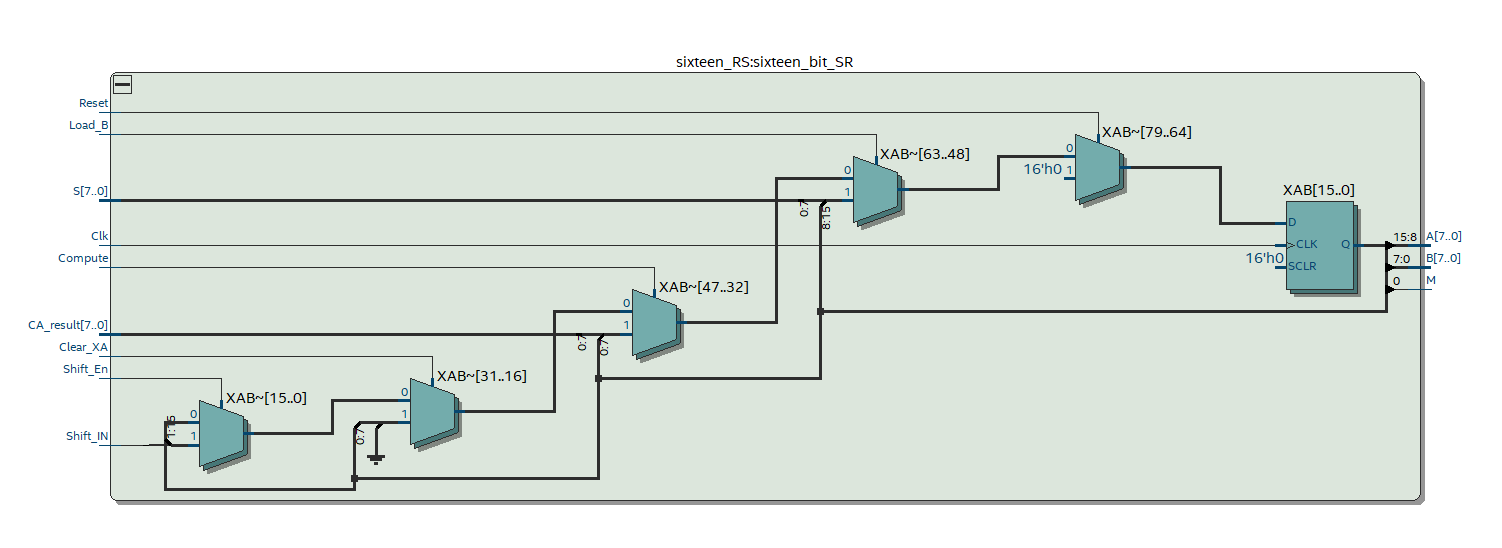 sixteen_RS:sixteen_bit_SR
Reset
Load_B
XAB~[79..64]
0
16'h0
1
XAB~[63..48]
0
S[7..0]
1
0:7
8:15
XAB[15..0]
D
Clk
CLK
Q
15:8
A[7..0]
Compute
16'h0
SCLR
7:0
B[7..0]
0
M
XAB~[47..32]
0
CA_result[7..0]
1
0:7
0:7
Clear_XA
Shift_En
XAB~[31..16]
0
1
0:7
XAB~[15..0]
0
1:15
Shift_IN
1